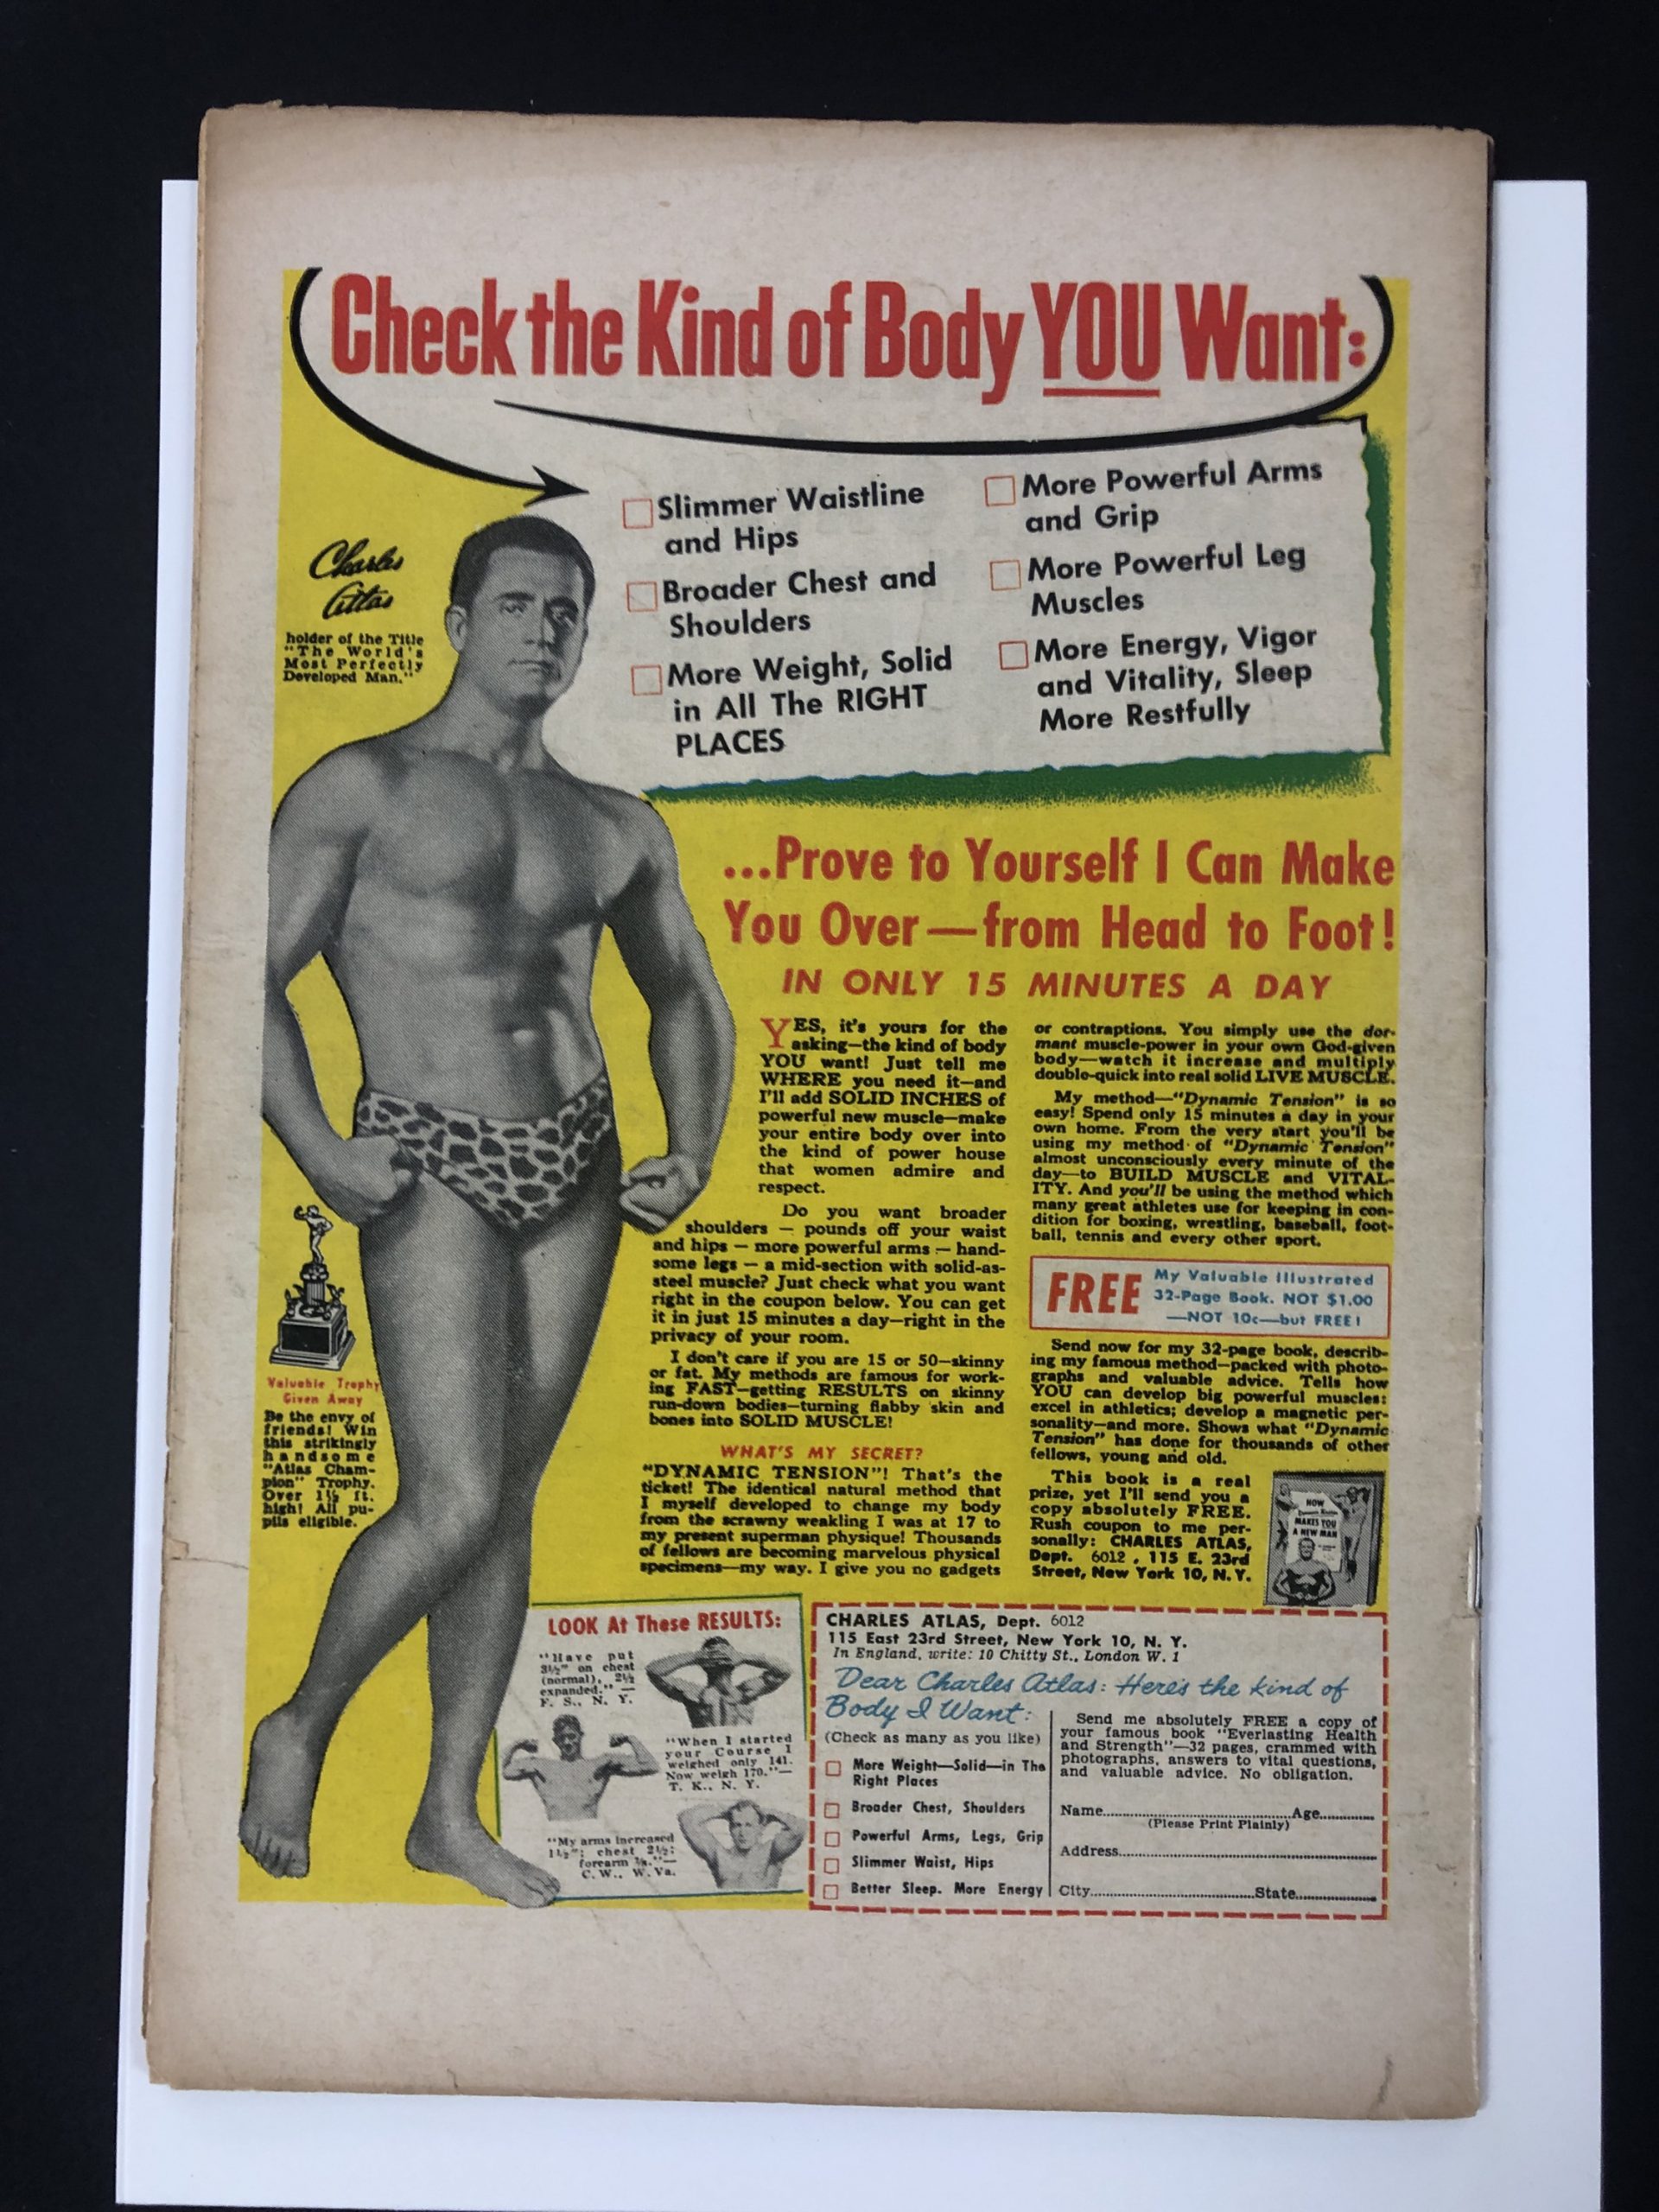 Check the Kind of Body YOU Want:
Slimmer Waistline
and Hips
Broader Chest and
Shoulders
More Weight, Solid
in All The RIGHT
PLACES
More Powerful Arms
and Grip
More Powerful Leg
Muscles
More Energy, Vigor
and Vitality, Sleep
More Restfully
Charles
Atlas
holder of the Title
"The World's
Most Perfectly
Developed Man."
...Prove to Yourself I Can Make
You Over—from Head to Foot!
IN ONLY 15 MINUTES A DAY
YES, it's yours for the
asking—the kind of body
YOU want! Just tell me
WHERE you need it—and
I'll add SOLID INCHES of
powerful new muscle—make
your entire body over into
the kind of power house
that women admire and
respect.
Do you want broader
shoulders — pounds off your waist
and hips — more powerful arms — hand-
some legs — a mid-section with solid-as-
steel muscle? Just check what you want
right in the coupon below. You can get
it in just 15 minutes a day—right in the
privacy of your room.
I don't care if you are 15 or 50—skinny
or fat. My methods are famous for work-
ing FAST—getting RESULTS on skinny
run-down bodies—turning flabby skin and
bones into SOLID MUSCLE!
WHAT'S MY SECRET?
"DYNAMIC TENSION"! That's the
ticket! The identical natural method that
I myself developed to change my body
from the scrawny weakling I was at 17 to
my present superman physique! Thousands
of fellows are becoming marvelous physical
specimens—my way. I give you no gadgets
or contraptions. You simply use the dor-
mant muscle-power in your own God-given
body—watch it increase and multiply
double-quick into real solid LIVE MUSCLE.
My method—"Dynamic Tension" is so
easy! Spend only 15 minutes a day in your
own home. From the very start you'll be
using my method of "Dynamic Tension"
almost unconsciously every minute of the
day—to BUILD MUSCLE and VITAL-
ITY. And you'll be using the method which
many great athletes use for keeping in con-
dition for boxing, wrestling, baseball, foot-
ball, tennis and every other sport.
FREE
My Valuable Illustrated
32-Page Book. NOT $1.00
—NOT 10c—but FREE!
Send now for my 32-page book, describ-
ing my famous method—packed with photo-
graphs and valuable advice. Tells how
YOU can develop big powerful muscles:
excel in athletics; develop a magnetic per-
sonality—and more. Shows what "Dynamic
Tension" has done for thousands of other
fellows, young and old.
This book is a real
prize, yet I'll send you a
copy absolutely FREE.
Rush coupon to me per-
sonally: CHARLES ATLAS,
Dept. 6012, 115 E. 23rd
Street, New York 10, N.Y.
NOW
MAKES YOU
A NEW MAN
Valuable Trophy
Given Away
Be the envy of
friends! Win
this strikingly
handsome
"Atlas Cham-
pion" Trophy.
Over 1½ ft.
high! All pu-
pils eligible.
LOOK At These RESULTS:
"Have put
3½" on chest
(normal), 2½
expanded." —
F. S., N. Y.
"When I started
your Course I
weighed only 141.
Now weigh 170."—
T. K., N. Y.
"My arms increased
1½"; chest 2½;
forearm ⅞."—
C. W., W. Va.
CHARLES ATLAS, Dept. 6012
115 East 23rd Street, New York 10, N. Y.
In England, write: 10 Chitty St., London W. 1
Dear Charles Atlas: Here's the kind of
Body I Want:
(Check as many as you like)
More Weight—Solid—in The
Right Places
Broader Chest, Shoulders
Powerful Arms, Legs, Grip
Slimmer Waist, Hips
Better Sleep. More Energy
Send me absolutely FREE a copy of
your famous book "Everlasting Health
and Strength"—32 pages, crammed with
photographs, answers to vital questions,
and valuable advice. No obligation.
Name..............................Age............
(Please Print Plainly)
Address..............................
City..............................State............